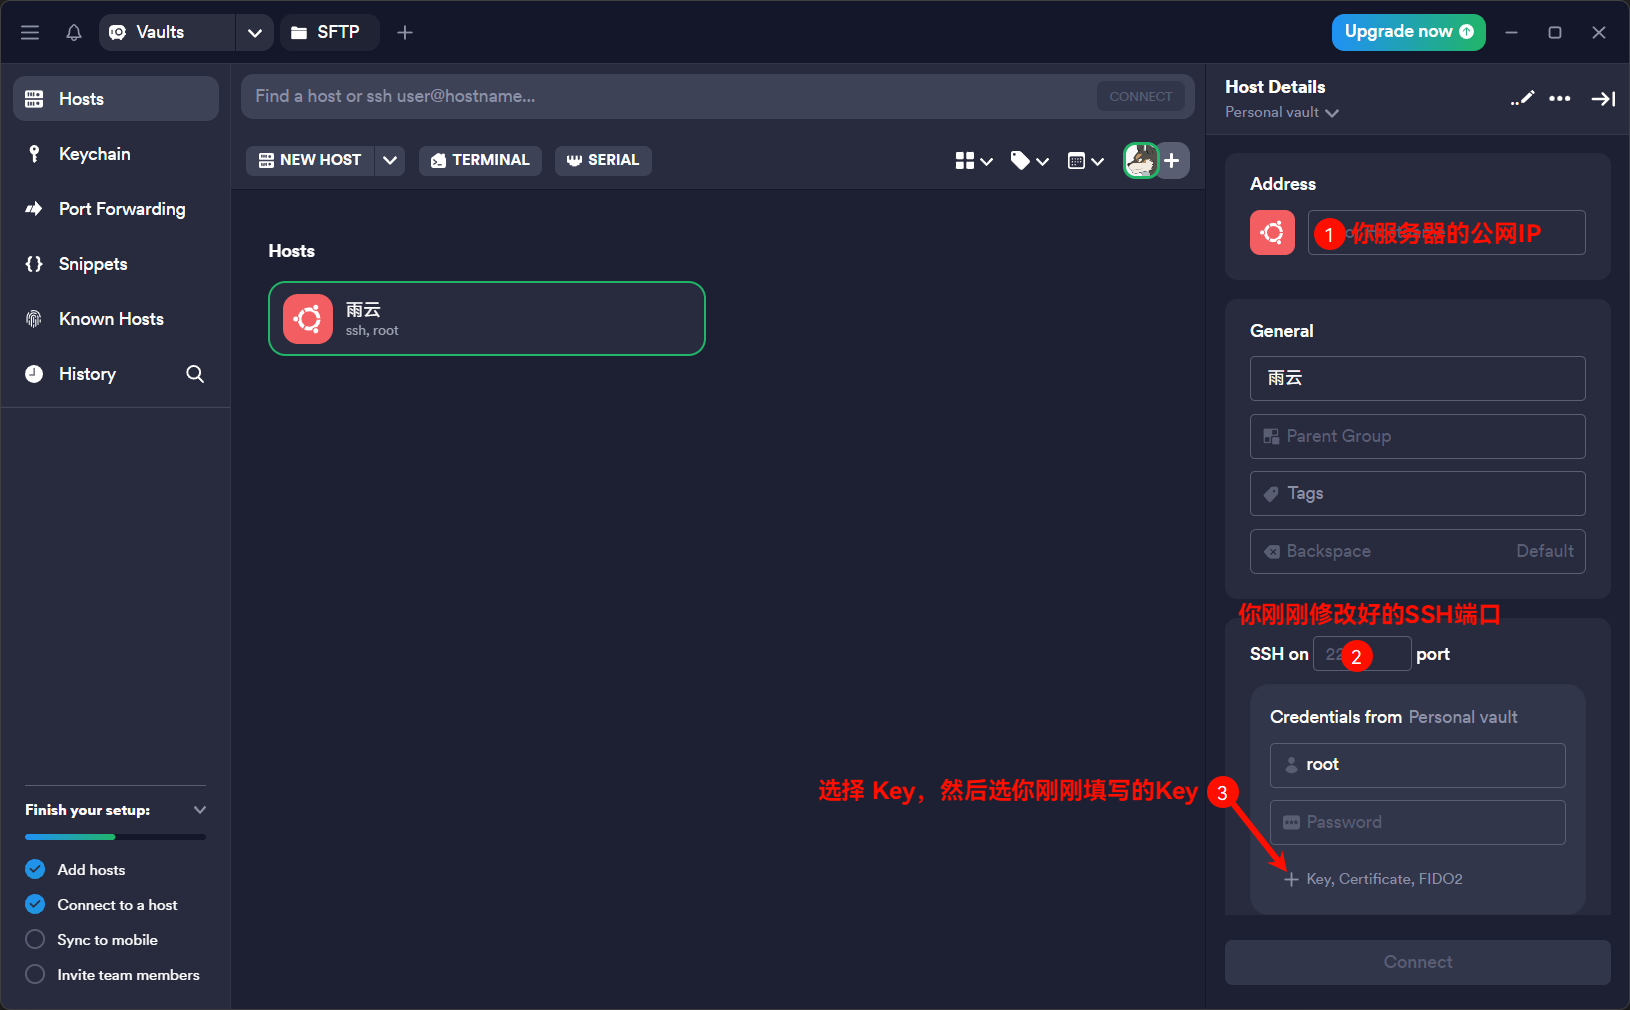 Vaults
SFTP
Upgrade now
Hosts
Keychain
Port Forwarding
Snippets
Known Hosts
History
Finish your setup:
Add hosts
Connect to a host
Sync to mobile
Invite team members
Find a host or ssh user@hostname...
CONNECT
NEW HOST
TERMINAL
SERIAL
Hosts
雨云
ssh, root
Host Details
Personal vault
Address
1 你服务器的公网IP
General
雨云
Parent Group
Tags
Backspace Default
你刚刚修改好的SSH端口
SSH on 22 port
2
Credentials from Personal vault
root
选择 Key，然后选你刚刚填写的Key 3
Password
Key, Certificate, FIDO2
Connect